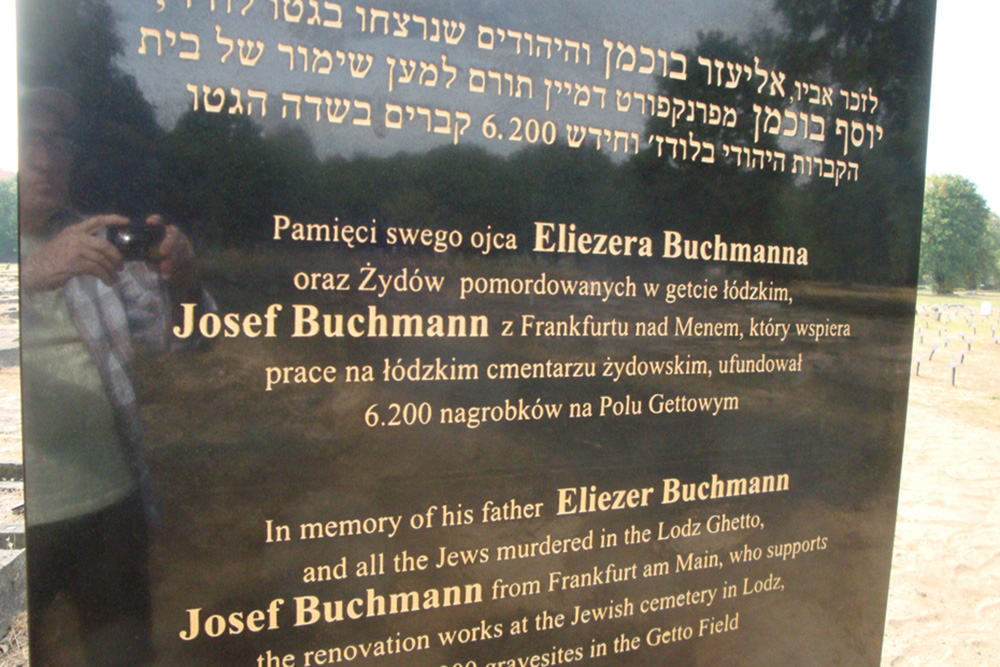 לזכר אביו, אליעזר בוכמן והיהודים שנרצחו בגטו לודז׳,
יוסף בוכמן מפרנקפורט דמיין תורם למען שימור של בית
הקברות היהודי בלודז׳ וחידש 6.200 קברים בשדה הגטו
Pamięci swego ojca Eliezera Buchmanna
oraz Żydów pomordowanych w getcie łódzkim,
Josef Buchmann z Frankfurtu nad Menem, który wspiera
prace na łódzkim cmentarzu żydowskim, ufundował
6.200 nagrobków na Polu Gettowym
In memory of his father Eliezer Buchmann
and all the Jews murdered in the Lodz Ghetto,
Josef Buchmann from Frankfurt am Main, who supports
the renovation works at the Jewish cemetery in Lodz,
gravesites in the Getto Field